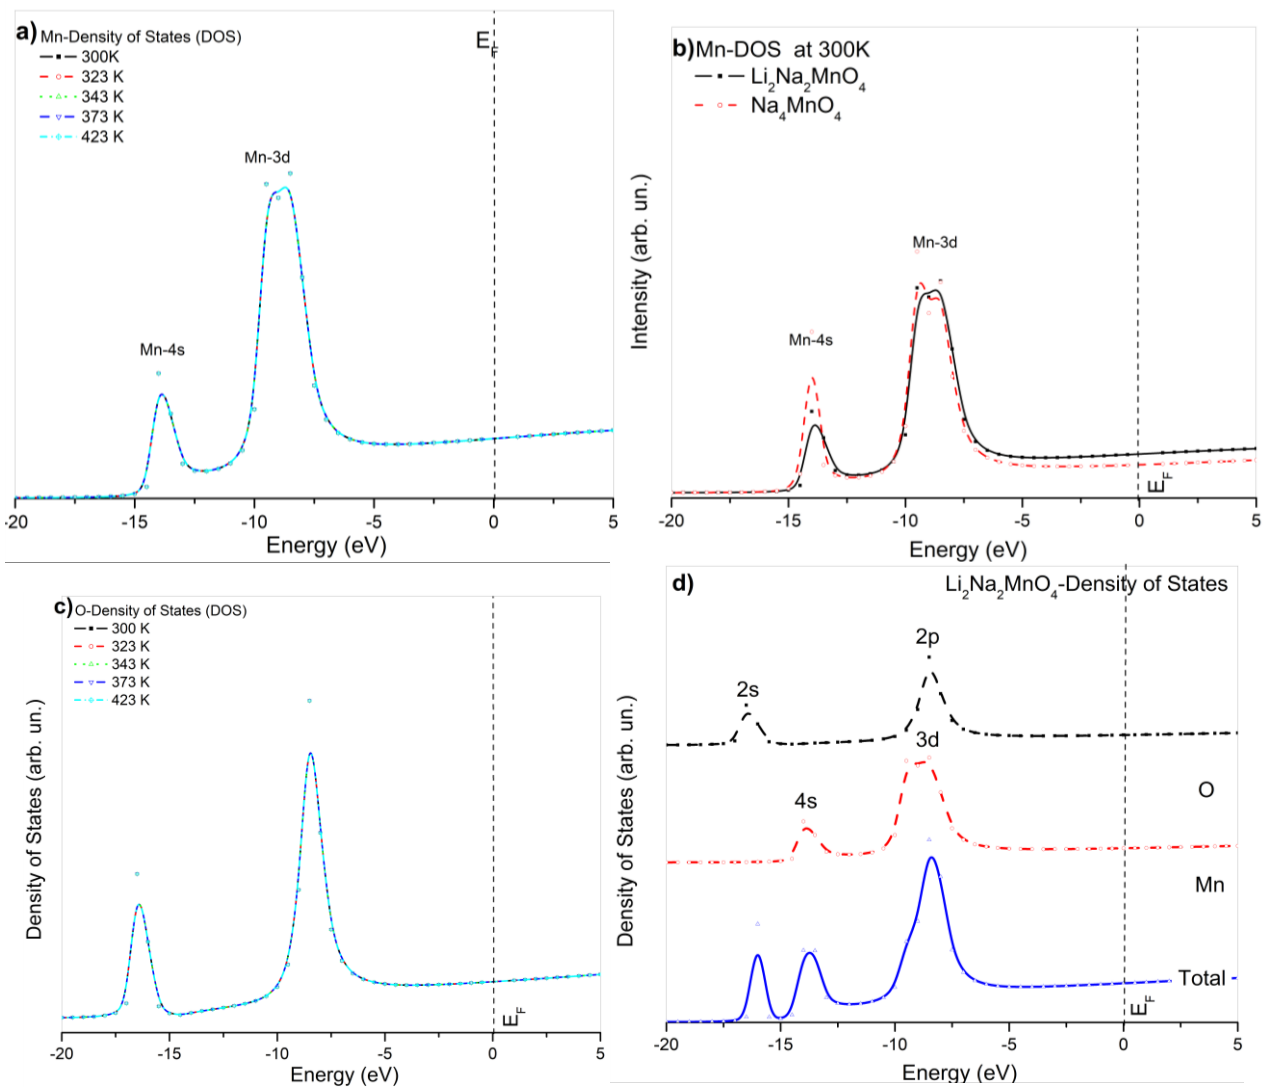 a) Mn-Density of States (DOS)
300K
323 K
343 K
373 K
423 K
E_F
Mn-3d
Mn-4s
-20 -15 -10 -5 0 5
Energy (eV)
b) Mn-DOS at 300K
Li2Na2MnO4
Na4MnO4
Intensity (arb. un.)
Mn-3d
Mn-4s
E_F
-20 -15 -10 -5 0 5
Energy (eV)
c) O-Density of States (DOS)
300 K
323 K
343 K
373 K
423 K
Density of States (arb. un.)
E_F
-20 -15 -10 -5 0 5
Energy (eV)
d) Li2Na2MnO4-Density of States
2p
2s
3d
4s
O
Mn
Total
Density of States (arb. un.)
E_F
-20 -15 -10 -5 0 5
Energy (eV)